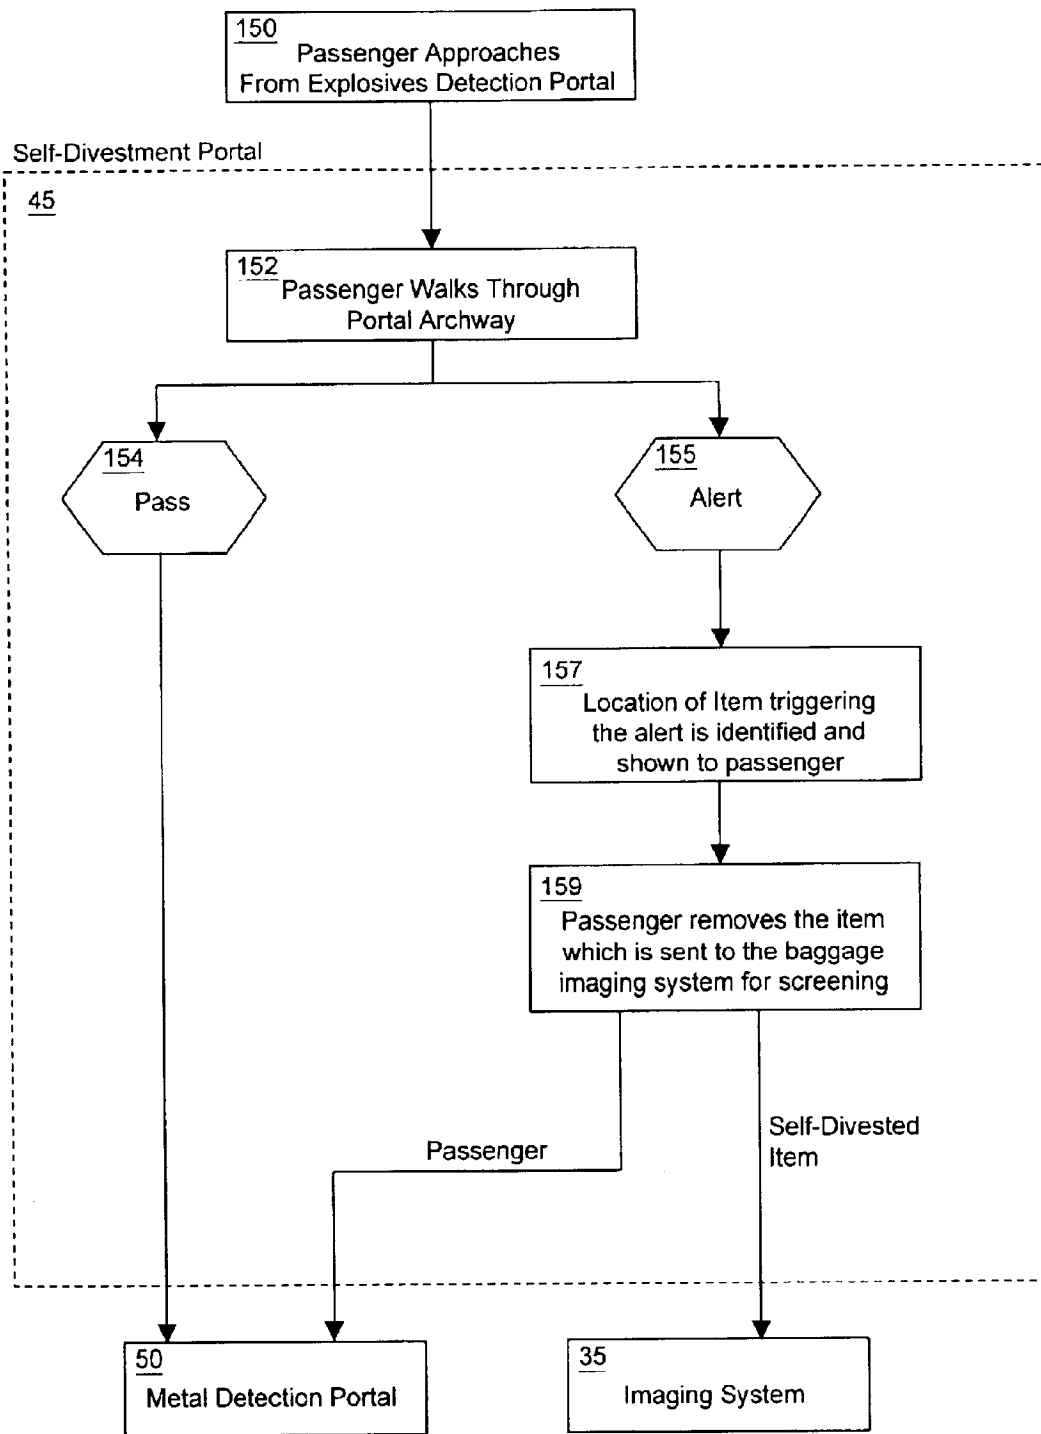 150
Passenger Approaches
From Explosives Detection Portal
Self-Divestment Portal
45
152
Passenger Walks Through
Portal Archway
154
Pass
155
Alert
157
Location of Item triggering
the alert is identified and
shown to passenger
159
Passenger removes the item
which is sent to the baggage
imaging system for screening
Passenger
Self-Divested
Item
50
Metal Detection Portal
35
Imaging System